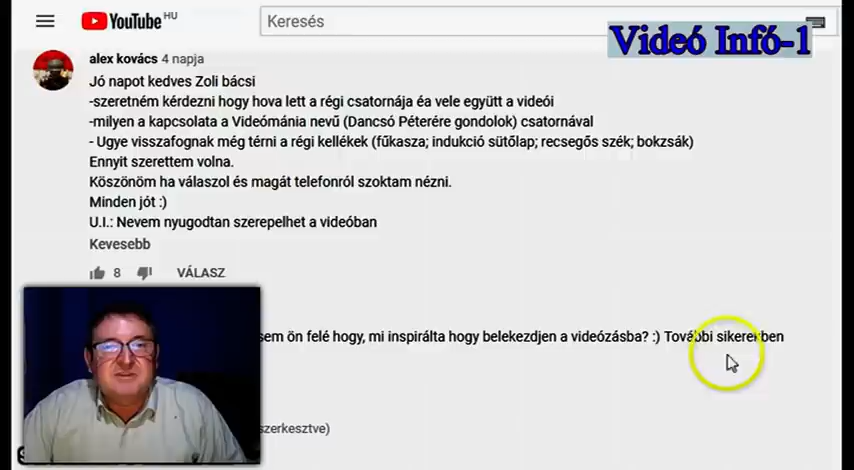 YouTube HU
Keresés
Videó Infó-1
alex kovács 4 napja
Jó napot kedves Zoli bácsi
-szeretném kérdezni hogy hova lett a régi csatornája éa vele együtt a videói
-milyen a kapcsolata a Videómánia nevű (Dancsó Péterére gondolok) csatornával
- Ugye visszafognak még térni a régi kellékek (fűkasza; indukció sütőlap; recsegős szék; bokzsák)
Ennyit szerettem volna.
Köszönöm ha válaszol és magát telefonról szoktam nézni.
Minden jót :)
U.I.: Nevem nyugodtan szerepelhet a videóban
Kevesebb
8 VÁLASZ
sem ön felé hogy, mi inspirálta hogy belekezdjen a videózásba? :) További sikerekben
szerkesztve)